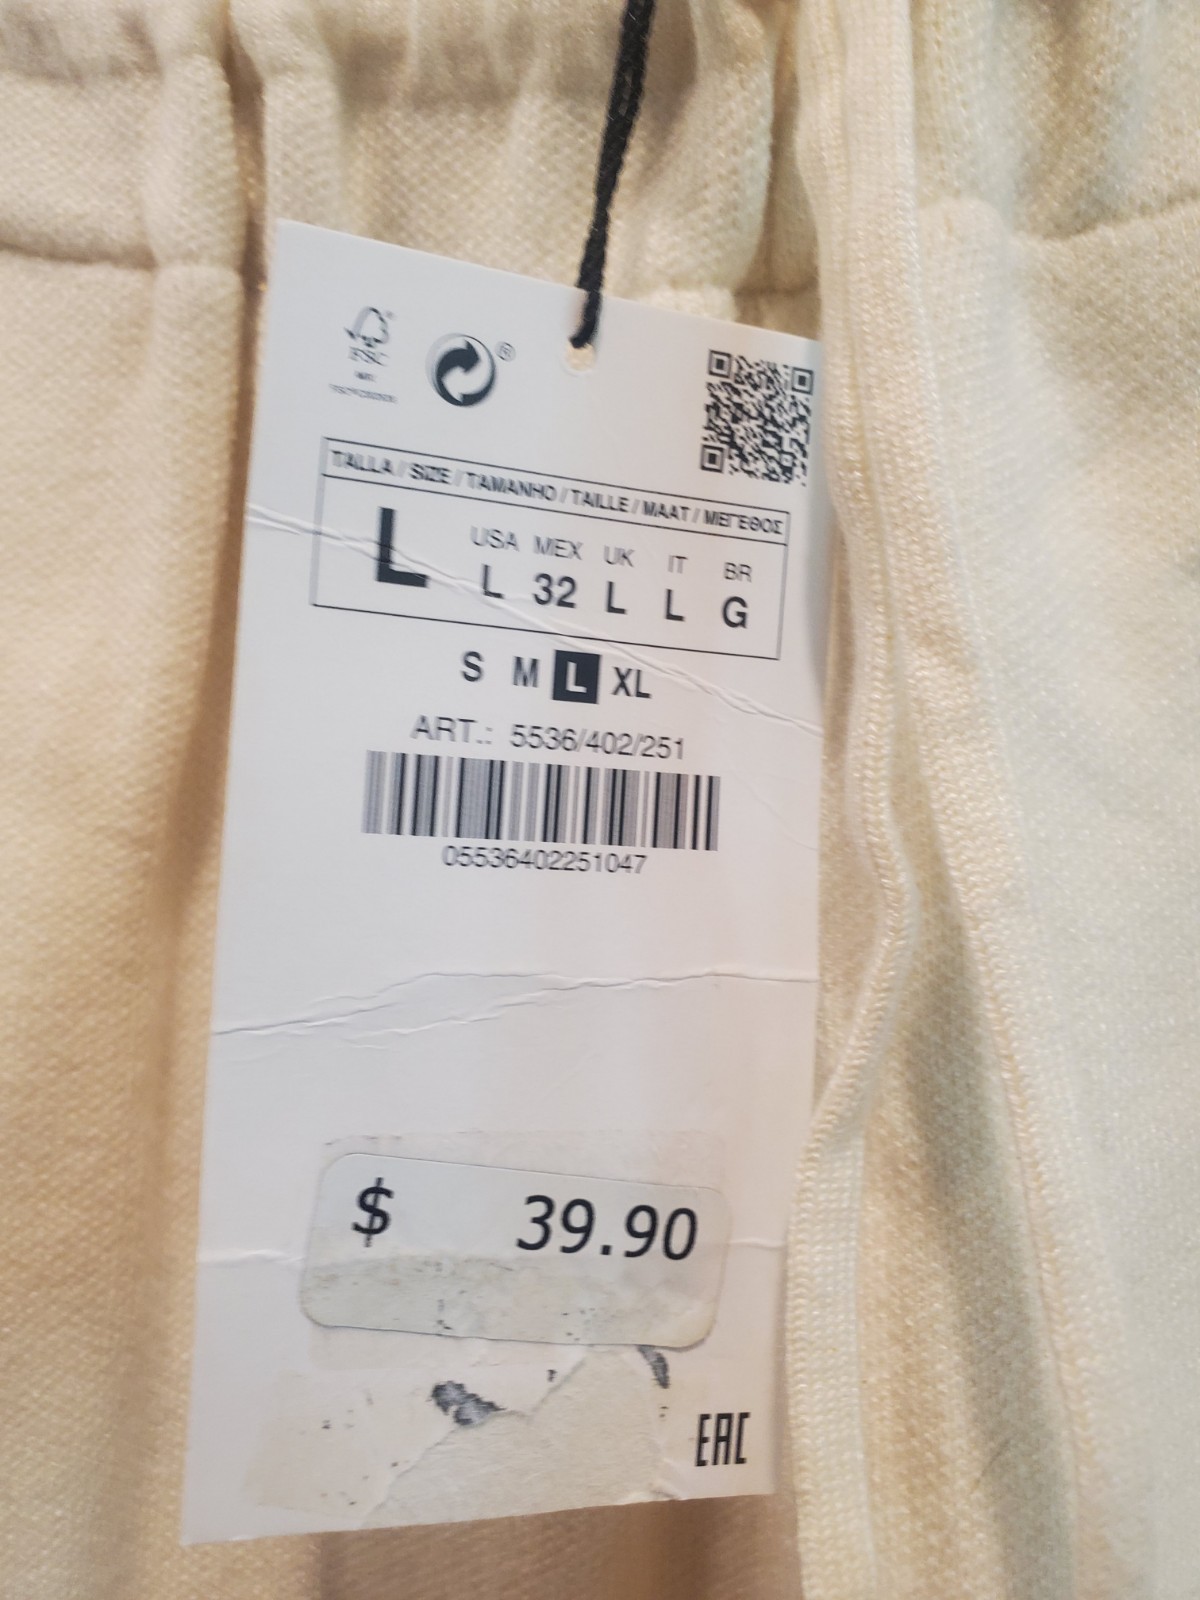 FSC
®
TALLA / SIZE / TAMANHO / TAILLE / MAAT / ΜΕΓΕΘΟΣ
L
USA MEX UK IT BR
L 32 L L G
S M L XL
ART.: 5536/402/251
05536402251047
$ 39.90
EAC